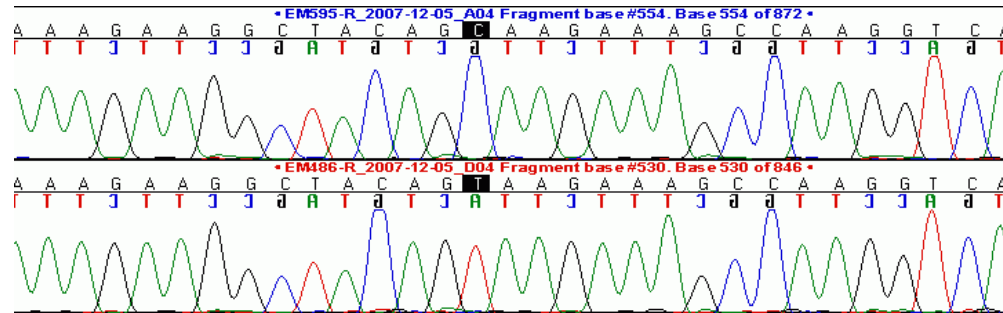 • EM595-R_2007-12-05_A04 Fragment base #554. Base 554 of 872 •
A A A G A A G G C T A C A G C A A G A A A G C C A A G G T C A
T T T C T T C C G A T G T C G T T C T T T C G G T T C C A G T
• EM486-R_2007-12-05_D04 Fragment base #530. Base 530 of 846 •
A A A G A A G G C T A C A G T A A G A A A G C C A A G G T C A
T T T C T T C C G A T G T C A T T C T T T C G G T T C C A G T